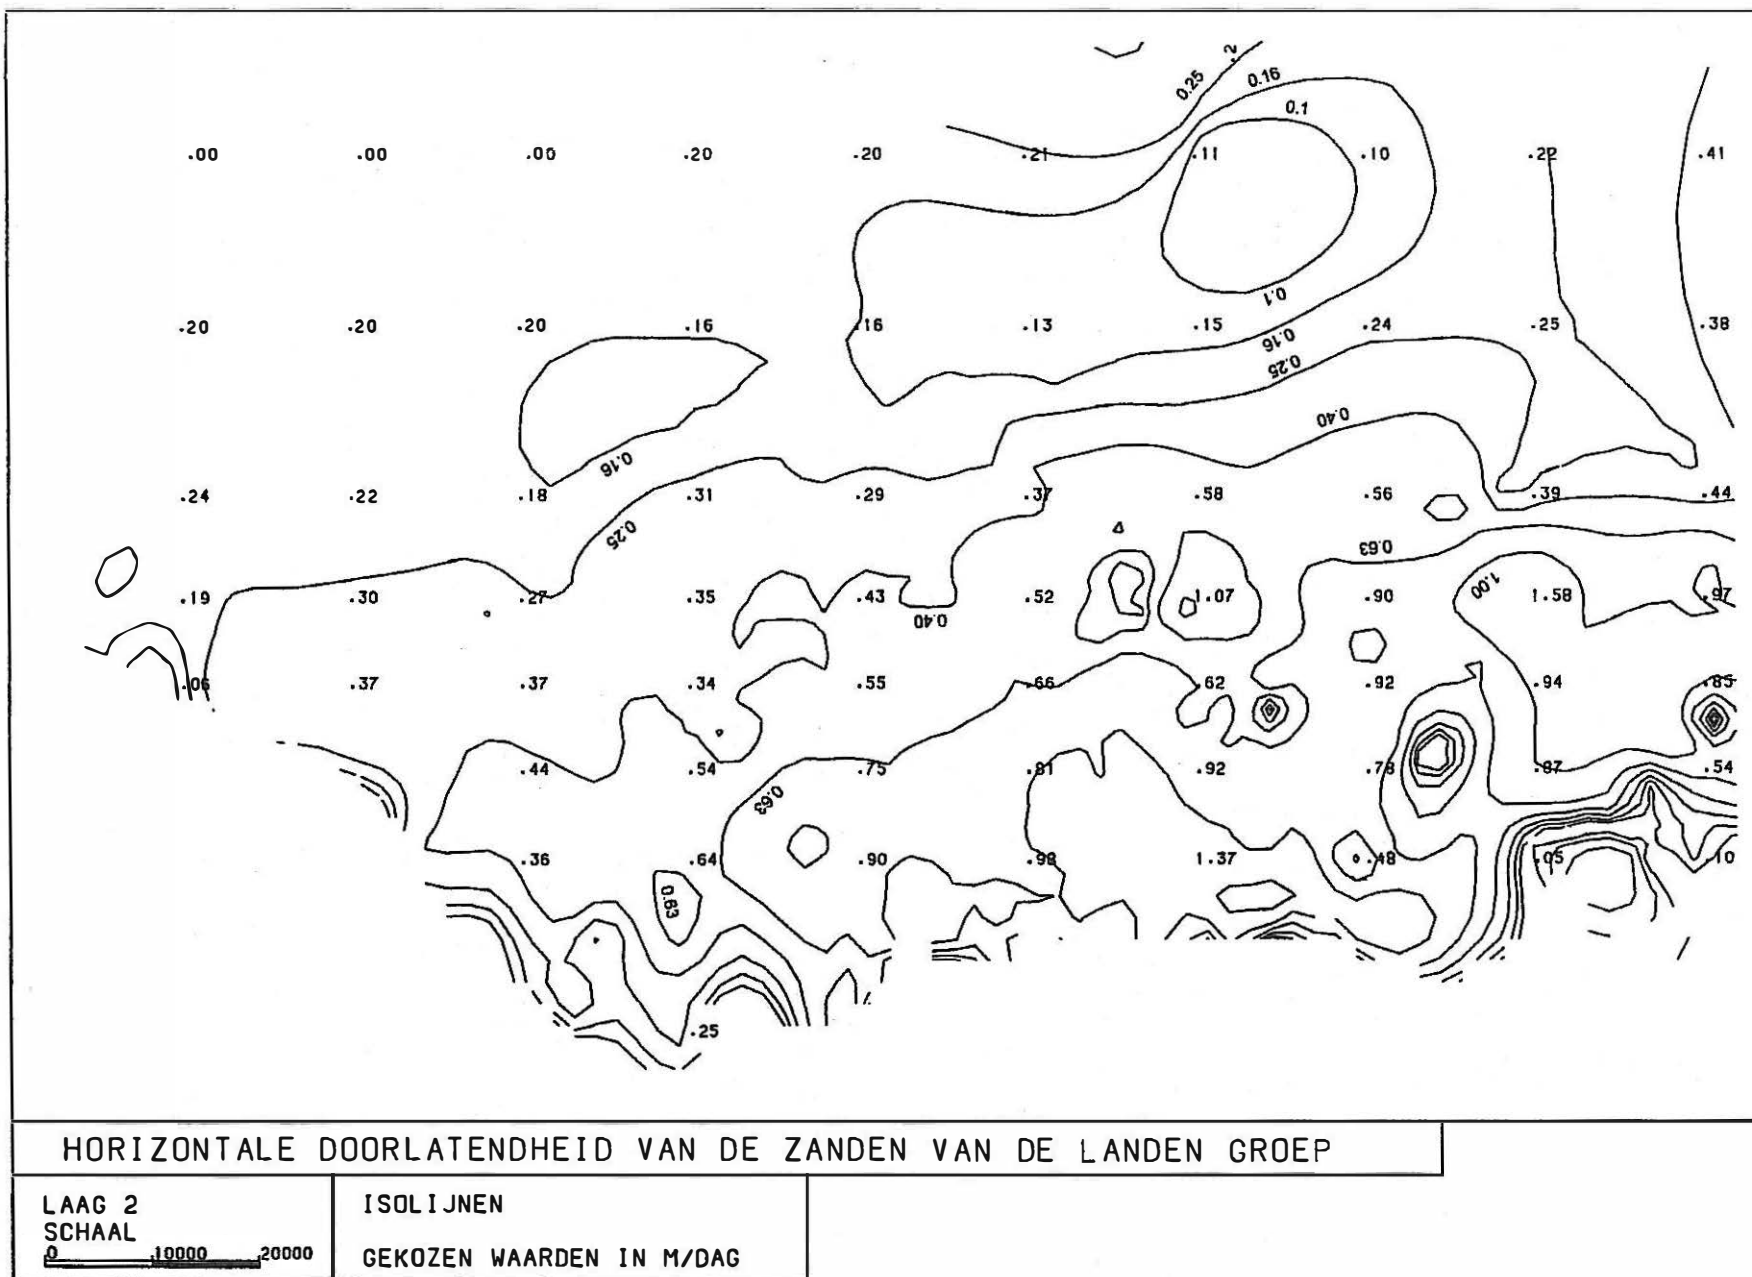 .2
0.25 0.16
0.1
.00 .00 .00 .20 .20 .21 .11 .10 .22 .41
0.1
.20 .20 .20 .16 .16 .13 .15 .24 .25 .38
0.16
0.25
0.40
0.16
.24 .22 .18 .31 .29 .37 .58 .56 .39 .44
0.25 0.63
1.00
.19 .30 .27 .35 .43 .52 1.07 .90 1.58 .97
0.40
.06 .37 .37 .34 .55 .66 .62 .92 .94 .85
.44 .54 .75 .81 .92 .78 .87 .54
0.63
.36 .64 .90 .98 1.37 .48 .05 .10
0.63
.25
HORIZONTALE DOORLATENDHEID VAN DE ZANDEN VAN DE LANDEN GROEP
LAAG 2
SCHAAL
0 10000 20000
ISOLIJNEN
GEKOZEN WAARDEN IN M/DAG